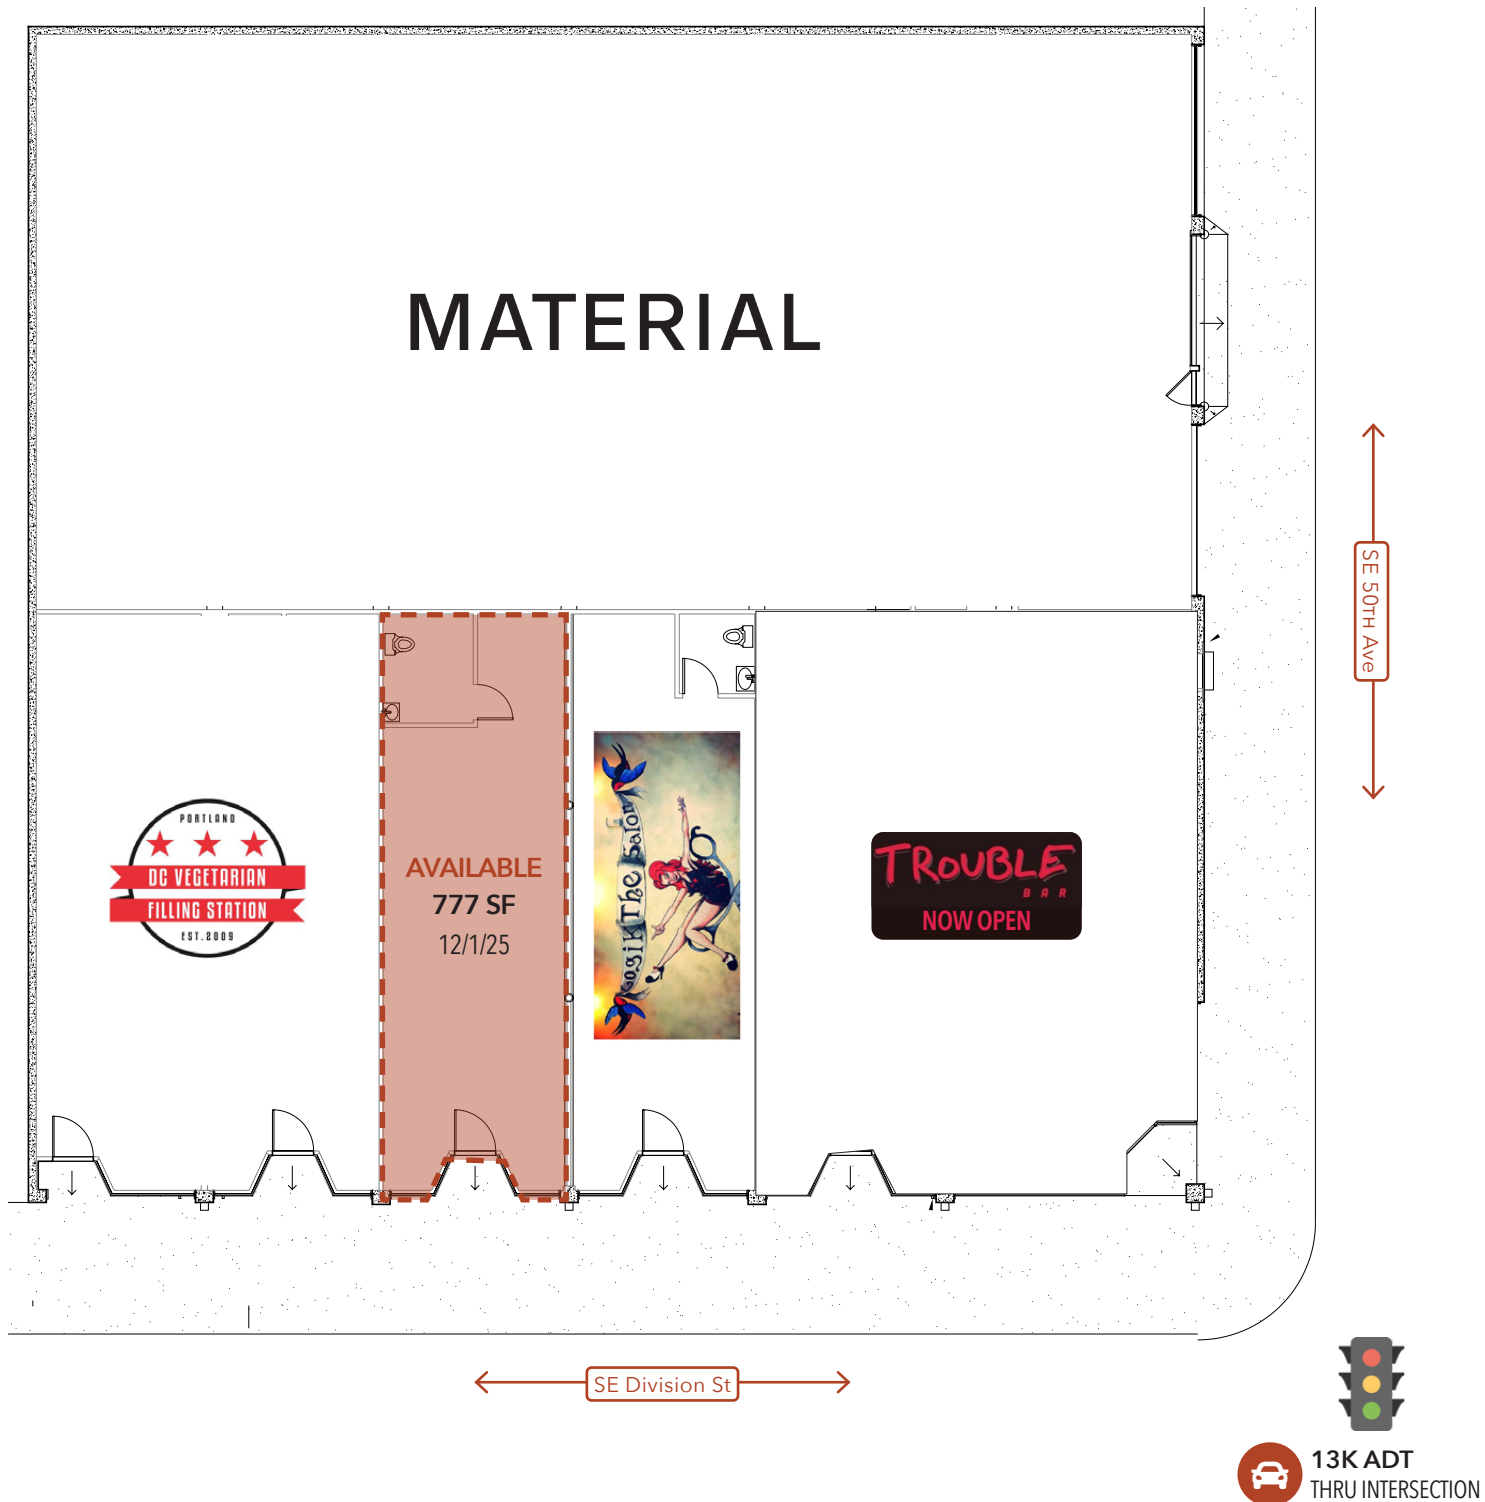 MATERIAL
SE 50TH Ave
PORTLAND
DC VEGETARIAN
FILLING STATION
EST.2009
AVAILABLE
777 SF
12/1/25
Logik The Salon
TROUBLE
BAR
NOW OPEN
SE Division St
13K ADT
THRU INTERSECTION